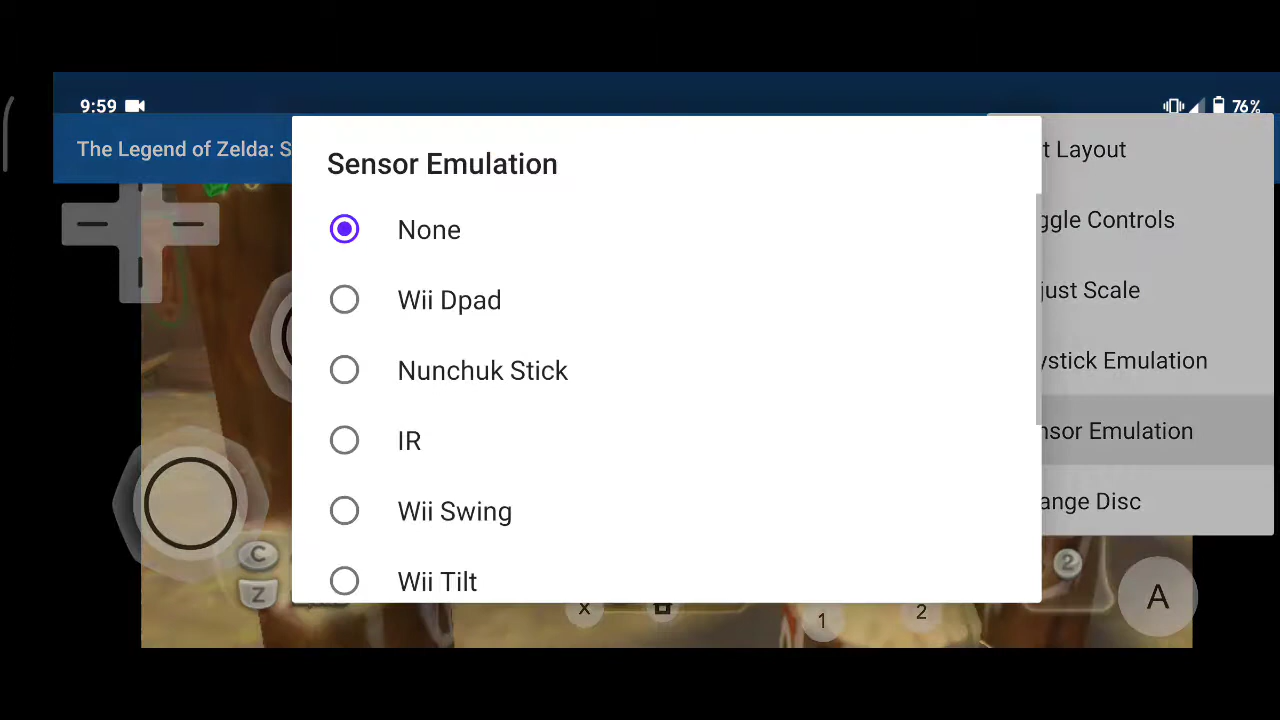 9:59 76%
The Legend of Zelda: S
Sensor Emulation
None
Wii Dpad
Nunchuk Stick
IR
Wii Swing
Wii Tilt
t Layout
ggle Controls
just Scale
ystick Emulation
nsor Emulation
ange Disc
C
Z
X
1
2
2
A